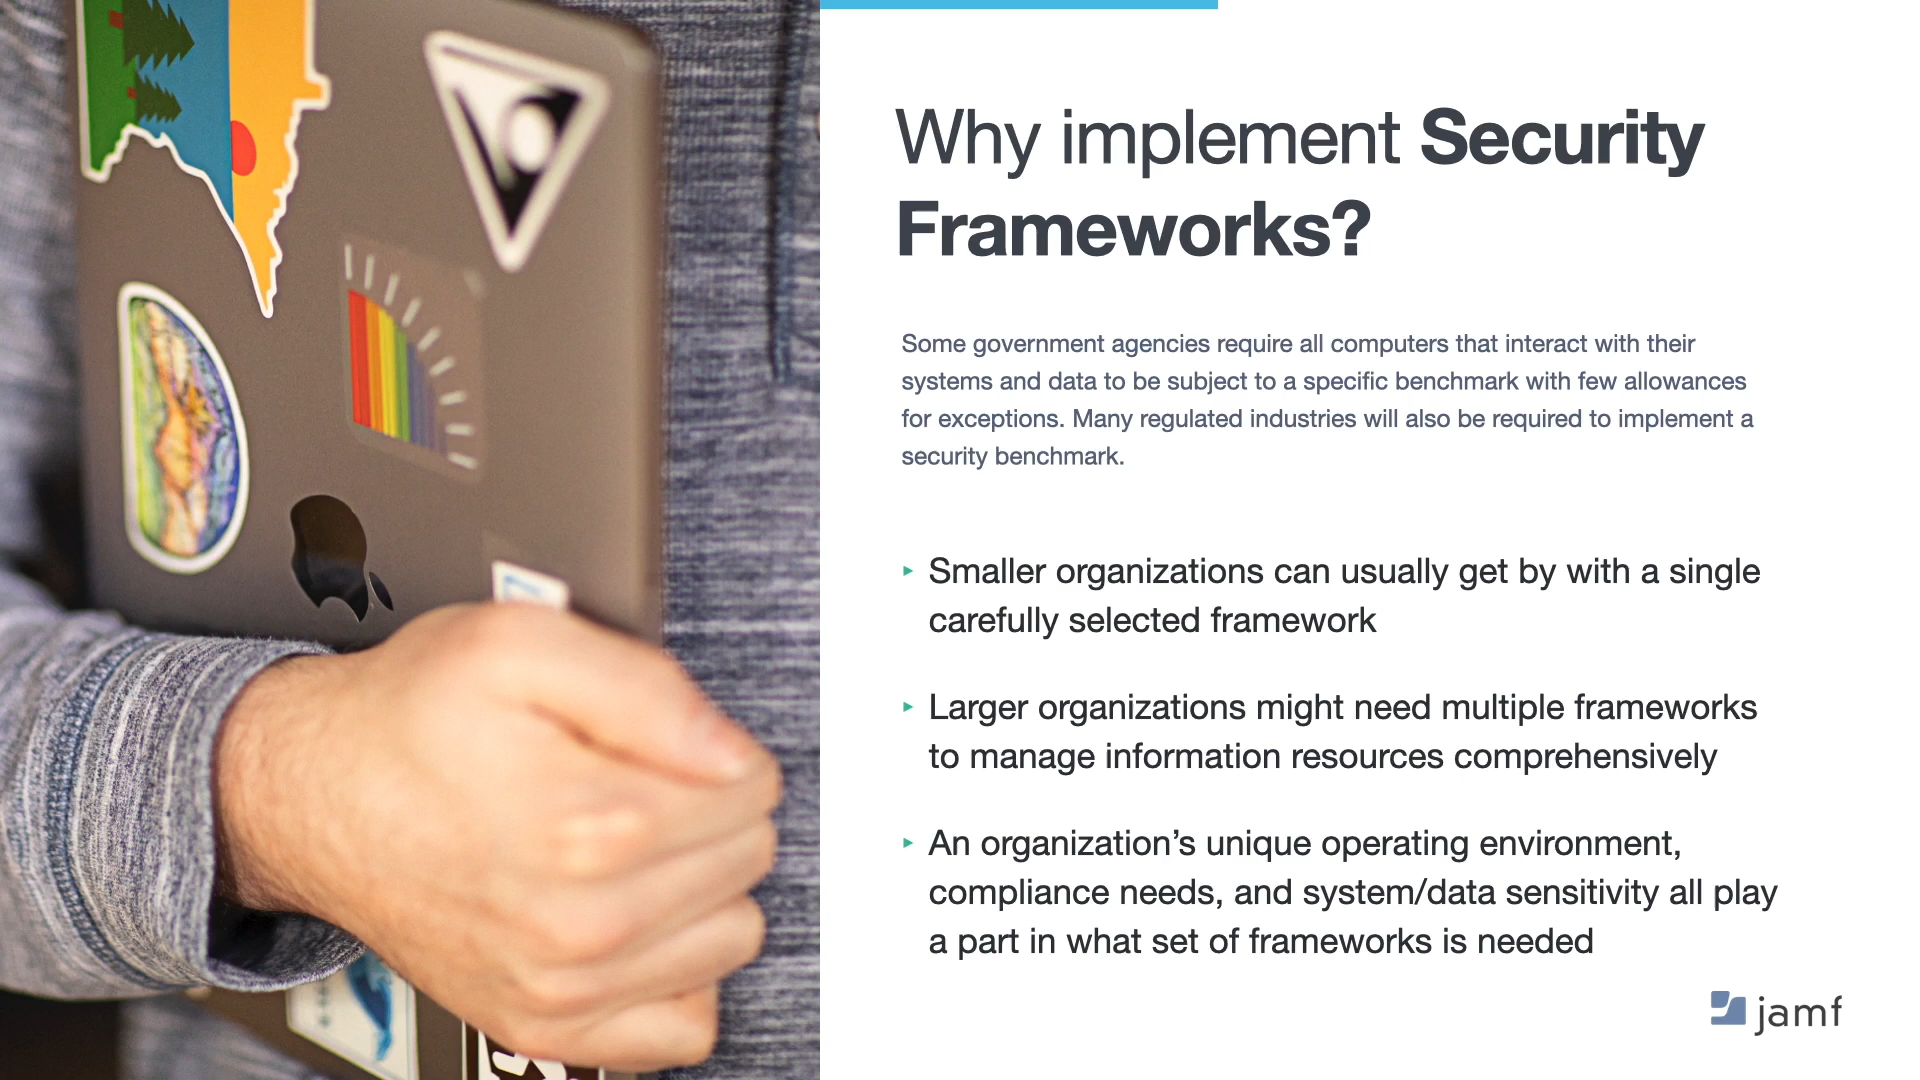 Why implement Security
Frameworks?
Some government agencies require all computers that interact with their
systems and data to be subject to a specific benchmark with few allowances
for exceptions. Many regulated industries will also be required to implement a
security benchmark.
‣ Smaller organizations can usually get by with a single
carefully selected framework
‣ Larger organizations might need multiple frameworks
to manage information resources comprehensively
‣ An organization’s unique operating environment,
compliance needs, and system/data sensitivity all play
a part in what set of frameworks is needed
jamf